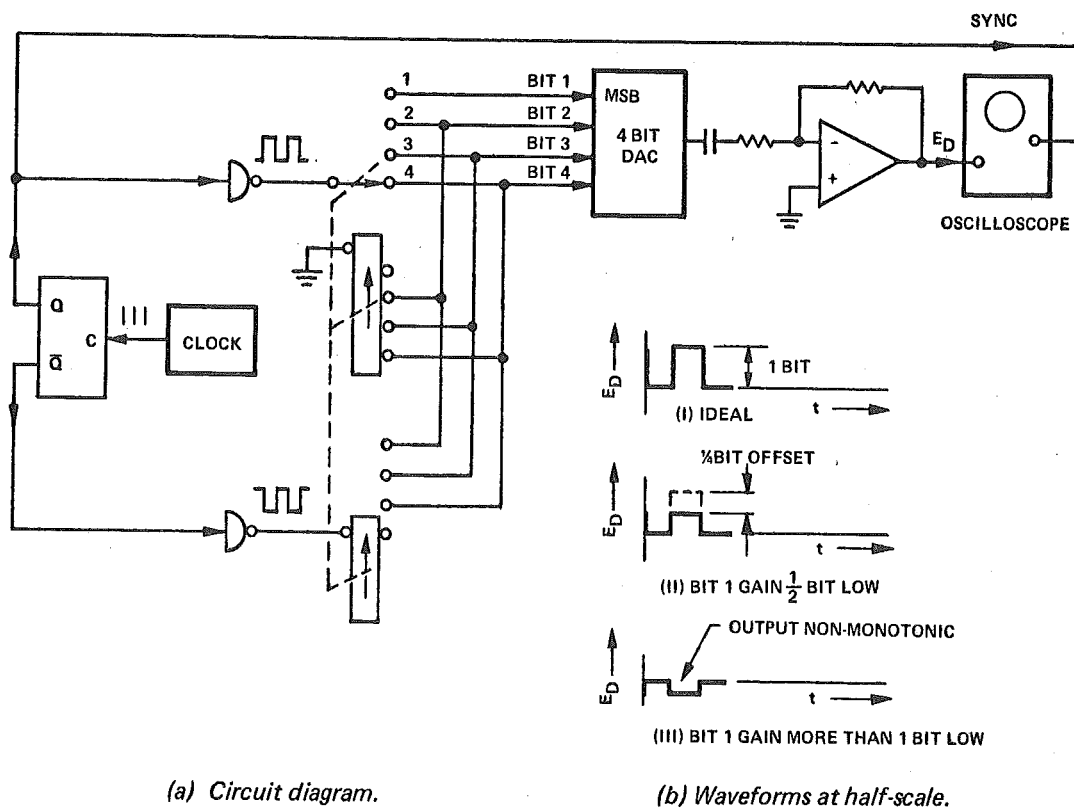 SYNC
1
BIT 1
2
BIT 2
3
BIT 3
4
BIT 4
MSB
4 BIT
DAC
-
+
E_D
OSCILLOSCOPE
Q
Q̅
C
CLOCK
E_D
1 BIT
t
(I) IDEAL
¼BIT OFFSET
E_D
t
(II) BIT 1 GAIN 1/2 BIT LOW
OUTPUT NON-MONOTONIC
E_D
t
(III) BIT 1 GAIN MORE THAN 1 BIT LOW
(a) Circuit diagram.
(b) Waveforms at half-scale.